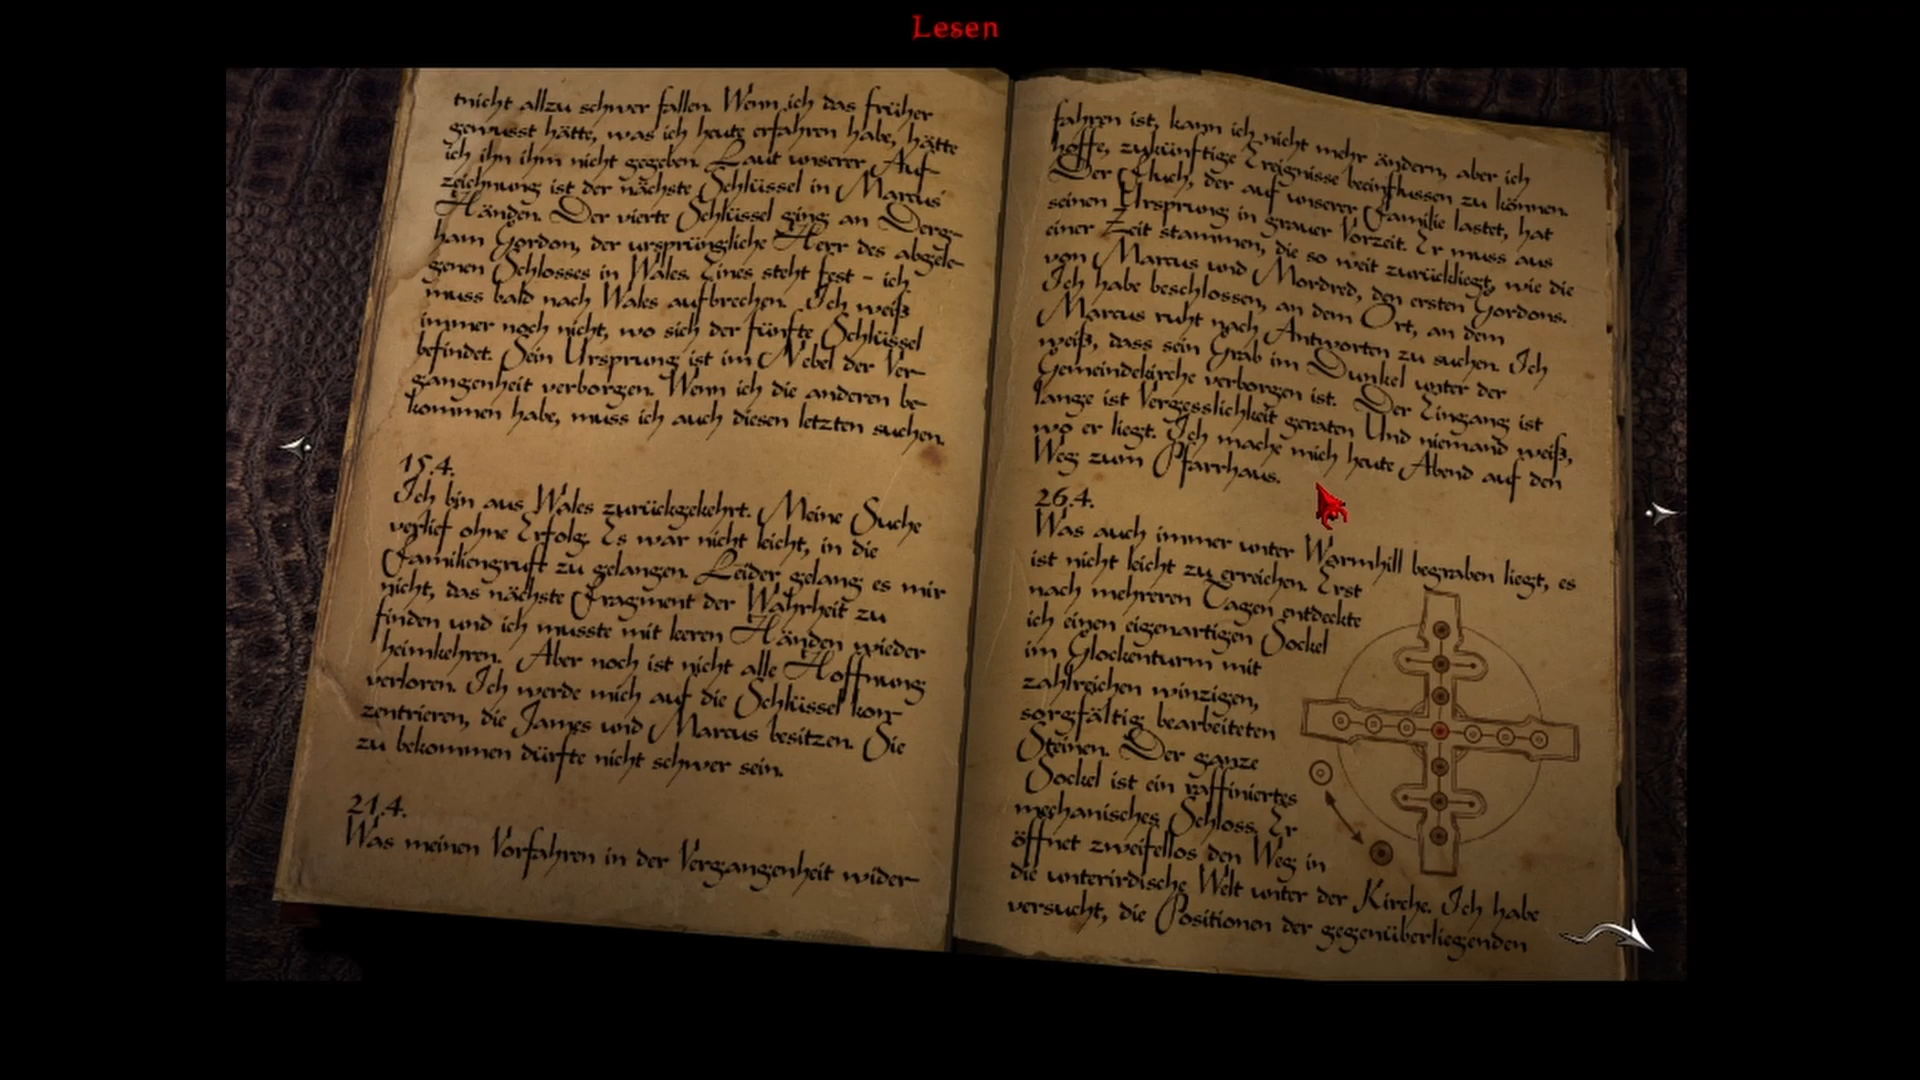 Lesen
tnicht allzu schwer fallen. Wenn ich das früher
gewusst hätte, was ich heute erfahren habe, hätte
ich ihn ihm nicht gegeben. Laut unserer Auf-
zeichnung ist der nächste Schlüssel in Marcus'
Händen. Der vierte Schlüssel ging an Derg-
ham Gordon, der ursprüngliche Herr des abgele-
genen Schlosses in Wales. Eines steht fest - ich
muss bald nach Wales aufbrechen. Ich weiß
immer noch nicht, wo sich der fünfte Schlüssel
befindet. Sein Ursprung ist im Nebel der Ver-
gangenheit verborgen. Wenn ich die anderen be-
kommen habe, muss ich auch diesen letzten suchen.
15.4.
Ich bin aus Wales zurückgekehrt. Meine Suche
verlief ohne Erfolg. Es war nicht leicht, in die
Familiengruft zu gelangen. Leider gelang es mir
nicht, das nächste Fragment der Wahrheit zu
finden und ich musste mit leeren Händen wieder
heimkehren. Aber noch ist nicht alle Hoffnung
verloren. Ich werde mich auf die Schlüssel kon-
zentrieren, die James und Marcus besitzen. Sie
zu bekommen dürfte nicht schwer sein.
21.4.
Was meinen Vorfahren in der Vergangenheit wider-
fahren ist, kann ich nicht mehr ändern, aber ich
hoffe, zukünftige Ereignisse beeinflussen zu können.
Der Fluch, der auf unserer Familie lastet, hat
seinen Ursprung in grauer Vorzeit. Er muss aus
einer Zeit stammen, die so weit zurückliegt, wie die
von Marcus und Mordred, den ersten Gordons.
Ich habe beschlossen, an dem Ort, an dem
Marcus ruht nach Antworten zu suchen. Ich
weiß, dass sein Grab im Dunkel unter der
Gemeindekirche verborgen ist. Der Eingang ist
lange ist Vergesslichkeit geraten Und niemand weiß,
wo er liegt. Ich mache mich heute Abend auf den
Weg zum Pfarrhaus.
26.4.
Was auch immer unter Warmhill begraben liegt, es
ist nicht leicht zu erreichen. Erst
nach mehreren Tagen entdeckte
ich einen eigenartigen Sockel
im Glockenturm mit
zahlreichen winzigen,
sorgfältig bearbeiteten
Steinen. Der ganze
Sockel ist ein raffiniertes
mechanisches Schloss. Er
öffnet zweifellos den Weg in
die unterirdische Welt unter der Kirche. Ich habe
versucht, die Positionen der gegenüberliegenden